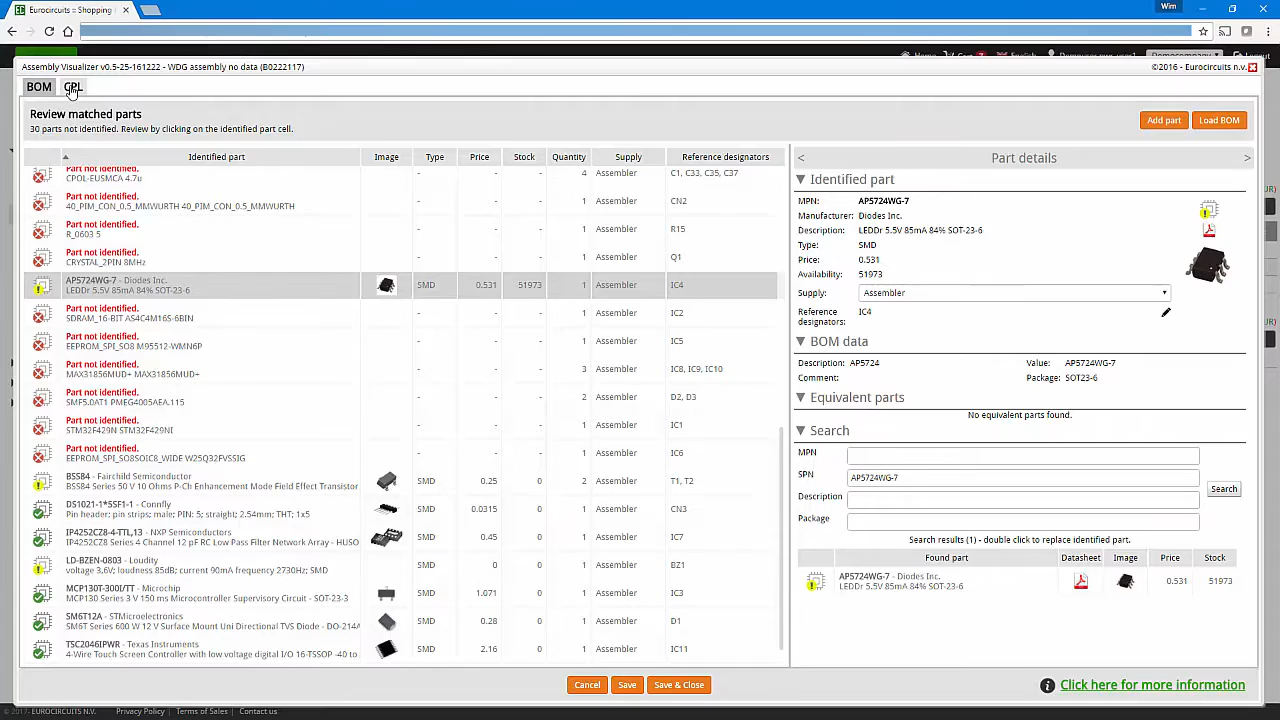 Eurocircuits = Shopping
Wim
Assembly Visualizer v0.5-25-161222 - WDG assembly no data (B0222117)
©2016 - Eurocircuits n.v.
BOM
CPL
Review matched parts
30 parts not identified. Review by clicking on the identified part cell.
Add part
Load BOM
Identified part
Image
Type
Price
Stock
Quantity
Supply
Reference designators
Part not identified.
CPOL-EUSMCA 4.7u
- - - 4 Assembler C1, C33, C35, C37
Part not identified.
40_PIM_CON_0.5_MMWURTH 40_PIM_CON_0.5_MMWURTH
- - - 1 Assembler CN2
Part not identified.
R_0603 5
- - - 1 Assembler R15
Part not identified.
CRYSTAL_2PIN 8MHz
- - - 1 Assembler Q1
AP5724WG-7 - Diodes Inc.
LEDDr 5.5V 85mA 84% SOT-23-6
SMD 0.531 51973 1 Assembler IC4
Part not identified.
SDRAM_16-BIT AS4C4M16S-6BIN
- - - 1 Assembler IC2
Part not identified.
EEPROM_SPI_SO8 M95512-WMN6P
- - - 1 Assembler IC5
Part not identified.
MAX31856MUD+ MAX31856MUD+
- - - 3 Assembler IC8, IC9, IC10
Part not identified.
SMF5.0AT1 PMEG4005AEA.115
- - - 2 Assembler D2, D3
Part not identified.
STM32F429N STM32F429NI
- - - 1 Assembler IC1
Part not identified.
EEPROM_SPI_SO8SOIC8_WIDE W25Q32FVSSIG
- - - 1 Assembler IC6
BSS84 - Fairchild Semiconductor
BSS84 Series 50 V 10 Ohms P-Ch Enhancement Mode Field Effect Transistor
SMD 0.25 0 2 Assembler T1, T2
DS1021-1*SSF1-1 - Connfly
Pin header; pin strips; male; PIN: 5; straight; 2.54mm; THT; 1x5
SMD 0.0315 0 1 Assembler CN3
IP4252CZ8-4-TTL,13 - NXP Semiconductors
IP4252CZ8 Series 4 Channel 12 pF RC Low Pass Filter Network Array - HUSO
SMD 0.45 0 1 Assembler IC7
LD-BZEN-0803 - Loudity
voltage 3,6v; loudness 85dB; current 90mA frequency 2730Hz; SMD
SMD 0 0 1 Assembler BZ1
MCP130T-300I/TT - Microchip
MCP130 Series 3 V 150 ms Microcontroller Supervisory Circuit - SOT-23-3
SMD 1.071 0 1 Assembler IC3
SM6T12A - STMicroelectronics
SM6T Series 600 W 12 V Surface Mount Uni Directional TVS Diode - DO-214A
SMD 0.28 0 1 Assembler D1
TSC2046IPWR - Texas Instruments
4-Wire Touch Screen Controller with low voltage digital I/O 16-TSSOP -40 to
SMD 2.16 0 1 Assembler IC11
< Part details >
Identified part
MPN: AP5724WG-7
Manufacturer: Diodes Inc.
Description: LEDDr 5.5V 85mA 84% SOT-23-6
Type: SMD
Price: 0.531
Availability: 51973
Supply: Assembler
Reference designators: IC4
BOM data
Description: AP5724 Value: AP5724WG-7
Comment: Package: SOT23-6
Equivalent parts
No equivalent parts found.
Search
MPN
SPN AP5724WG-7
Description
Search
Package
Search results (1) - double click to replace identified part.
Found part Datasheet Image Price Stock
AP5724WG-7 - Diodes Inc.
LEDDr 5.5V 85mA 84% SOT-23-6
0.531 51973
Cancel
Save
Save & Close
Click here for more information
EUROCIRCUITS N.V. Privacy Policy | Terms of Sales | Contact us